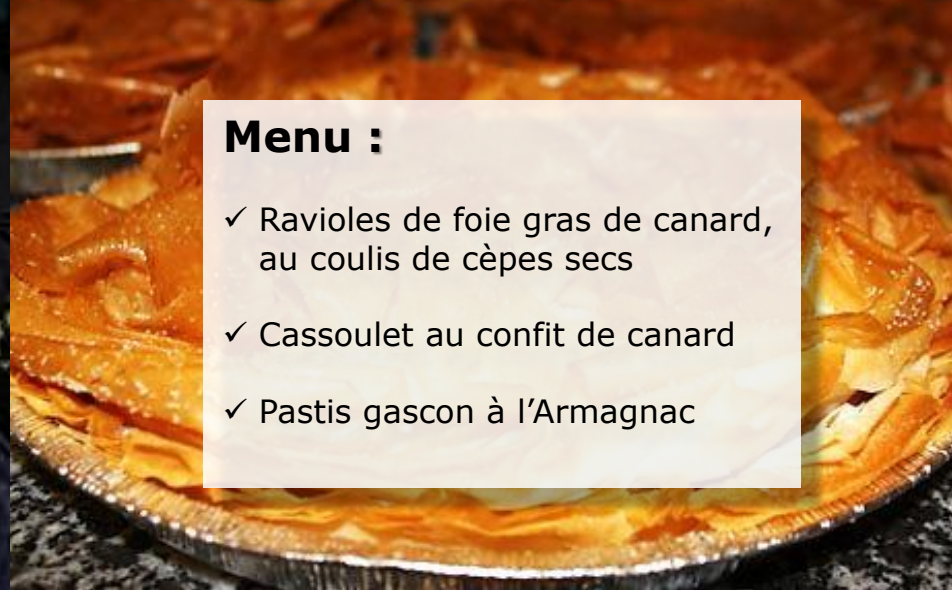 Menu :
✓ Ravioles de foie gras de canard,
au coulis de cèpes secs
✓ Cassoulet au confit de canard
✓ Pastis gascon à l’Armagnac